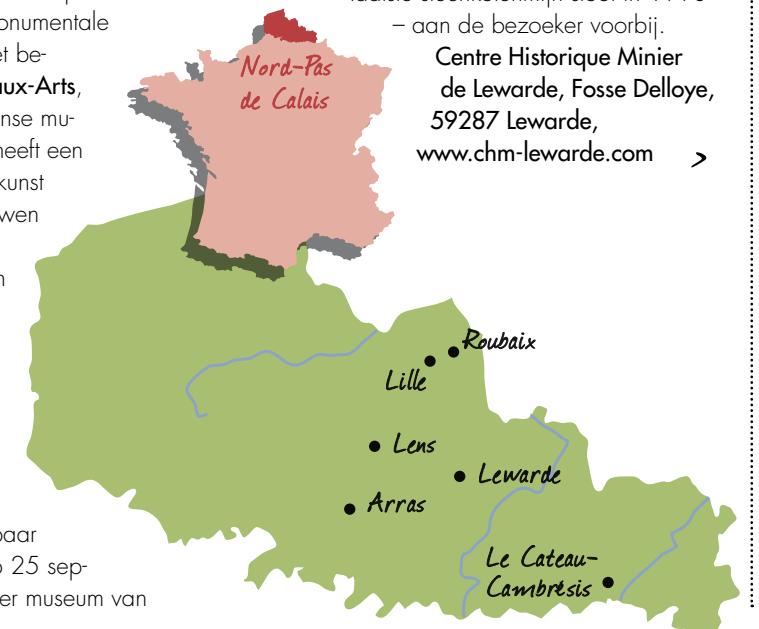 onumentale
et be-
ux-Arts,
nse mu-
heeft een
kunst
wen
n
paar
25 sep-
er museum van
– aan de bezoeker voorbij.
Centre Historique Minier
de Lewarde, Fosse Delloye,
59287 Lewarde,
www.chm-lewarde.com >
Nord-Pas
de Calais
Roubaix
Lille
Lens
Lewarde
Arras
Le Cateau-
Cambrésis